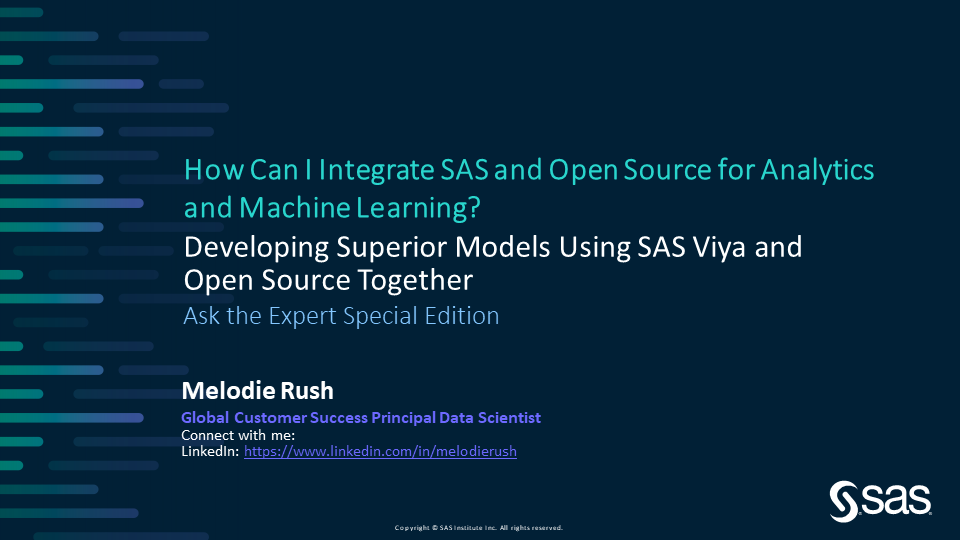 How Can I Integrate SAS and Open Source for Analytics
and Machine Learning?
Developing Superior Models Using SAS Viya and
Open Source Together
Ask the Expert Special Edition
Melodie Rush
Global Customer Success Principal Data Scientist
Connect with me:
LinkedIn: https://www.linkedin.com/in/melodierush
sas
Copyright © SAS Institute Inc. All rights reserved.